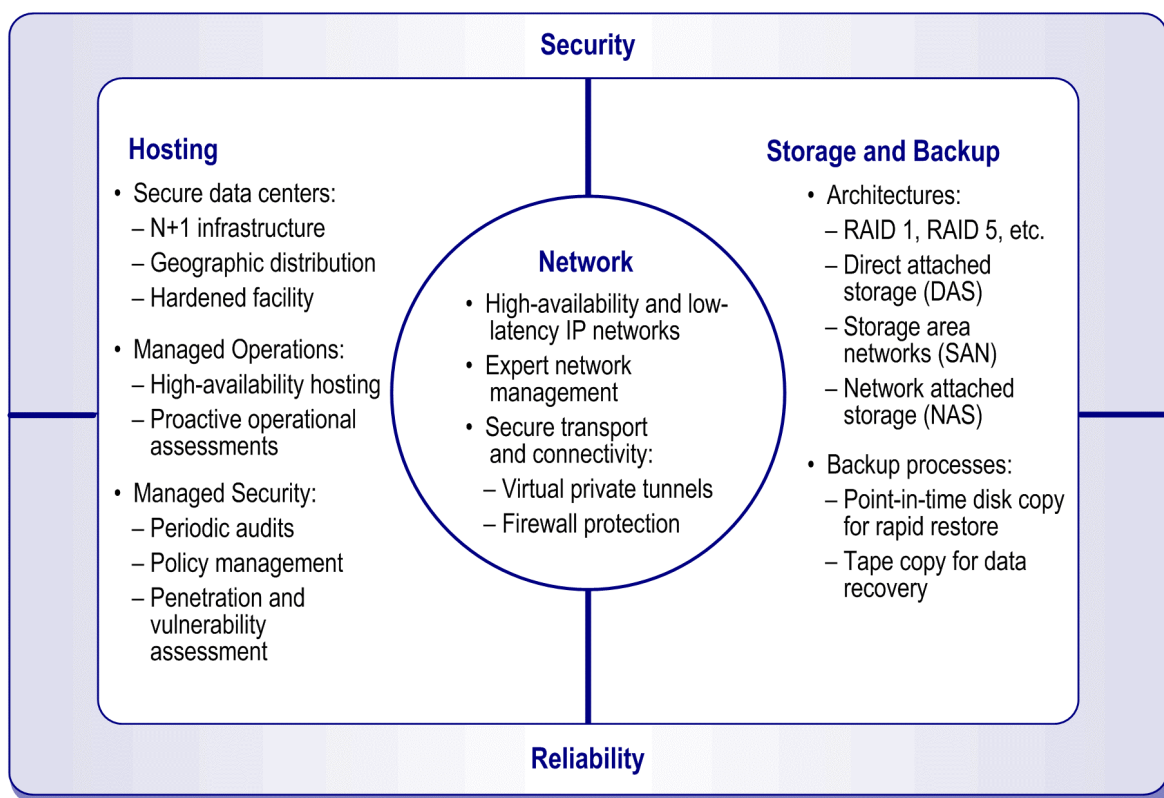 Security
Hosting
• Secure data centers:
– N+1 infrastructure
– Geographic distribution
– Hardened facility
• Managed Operations:
– High-availability hosting
– Proactive operational
assessments
• Managed Security:
– Periodic audits
– Policy management
– Penetration and
vulnerability
assessment
Network
• High-availability and low-
latency IP networks
• Expert network
management
• Secure transport
and connectivity:
– Virtual private tunnels
– Firewall protection
Storage and Backup
• Architectures:
– RAID 1, RAID 5, etc.
– Direct attached
storage (DAS)
– Storage area
networks (SAN)
– Network attached
storage (NAS)
• Backup processes:
– Point-in-time disk copy
for rapid restore
– Tape copy for data
recovery
Reliability